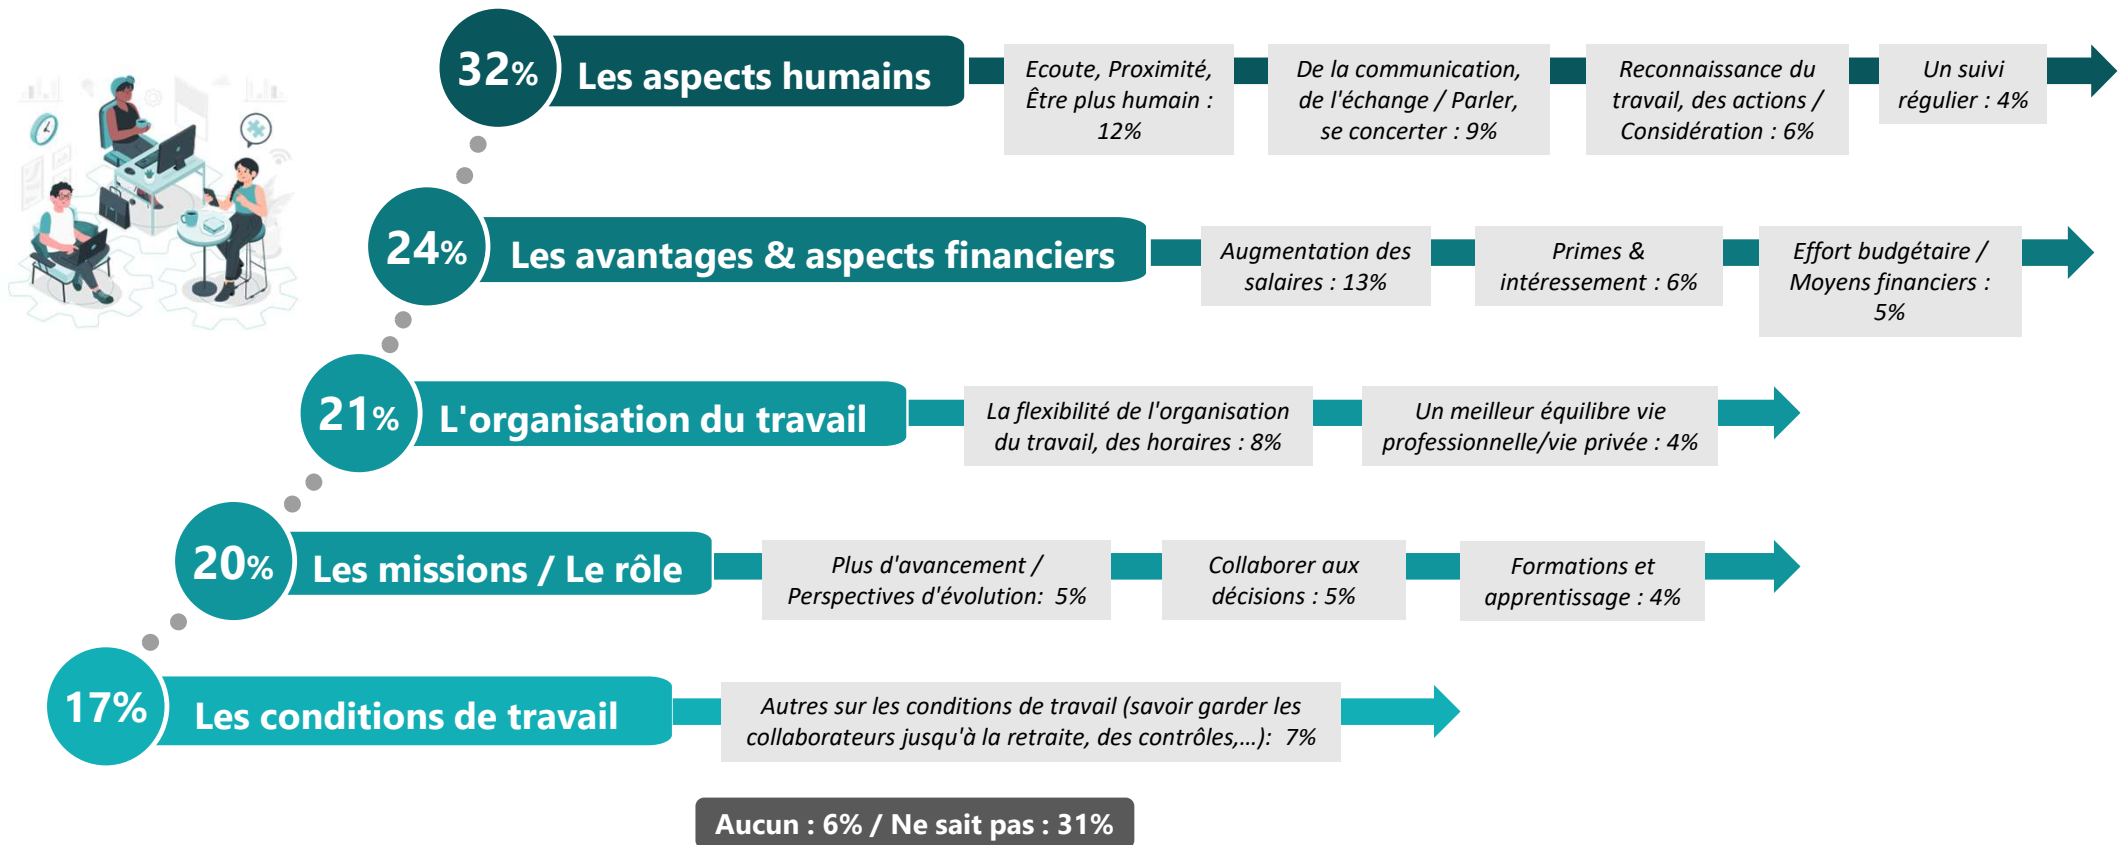 32%
Les aspects humains
Ecoute, Proximité,
Être plus humain :
12%
De la communication,
de l'échange / Parler,
se concerter : 9%
Reconnaissance du
travail, des actions /
Considération : 6%
Un suivi
régulier : 4%
24%
Les avantages & aspects financiers
Augmentation des
salaires : 13%
Primes &
intéressement : 6%
Effort budgétaire /
Moyens financiers :
5%
21%
L'organisation du travail
La flexibilité de l'organisation
du travail, des horaires : 8%
Un meilleur équilibre vie
professionnelle/vie privée : 4%
20%
Les missions / Le rôle
Plus d'avancement /
Perspectives d'évolution:  5%
Collaborer aux
décisions : 5%
Formations et
apprentissage : 4%
17%
Les conditions de travail
Autres sur les conditions de travail (savoir garder les
collaborateurs jusqu'à la retraite, des contrôles,…):  7%
Aucun : 6% / Ne sait pas : 31%